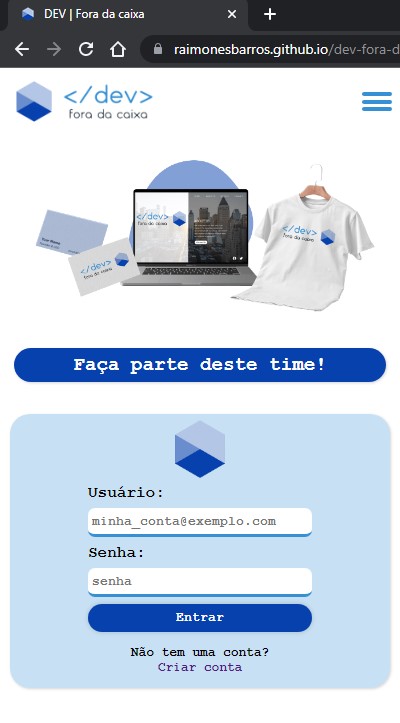 DEV | Fora da caixa
raimonesbarros.github.io/dev-fora-d
</dev>
fora da caixa
Your Name
</dev>
fora da caixa
</dev>
fora da caixa
</dev>
fora da caixa
Faça parte deste time!
Usuário:
minha_conta@exemplo.com
Senha:
senha
Entrar
Não tem uma conta?
Criar conta